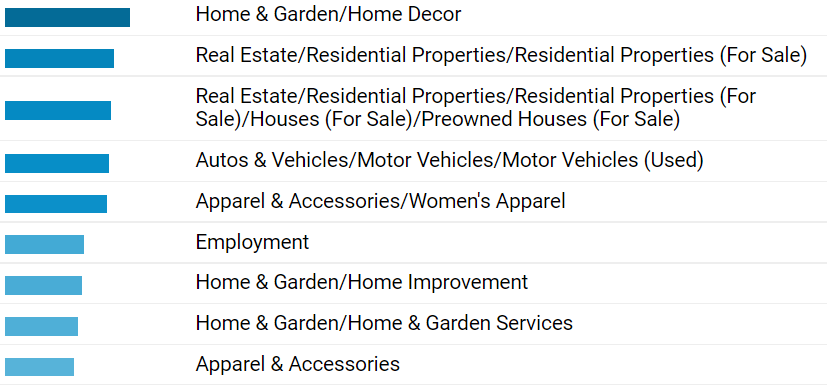 Home & Garden/Home Decor
Real Estate/Residential Properties/Residential Properties (For Sale)
Real Estate/Residential Properties/Residential Properties (For
Sale)/Houses (For Sale)/Preowned Houses (For Sale)
Autos & Vehicles/Motor Vehicles/Motor Vehicles (Used)
Apparel & Accessories/Women's Apparel
Employment
Home & Garden/Home Improvement
Home & Garden/Home & Garden Services
Apparel & Accessories